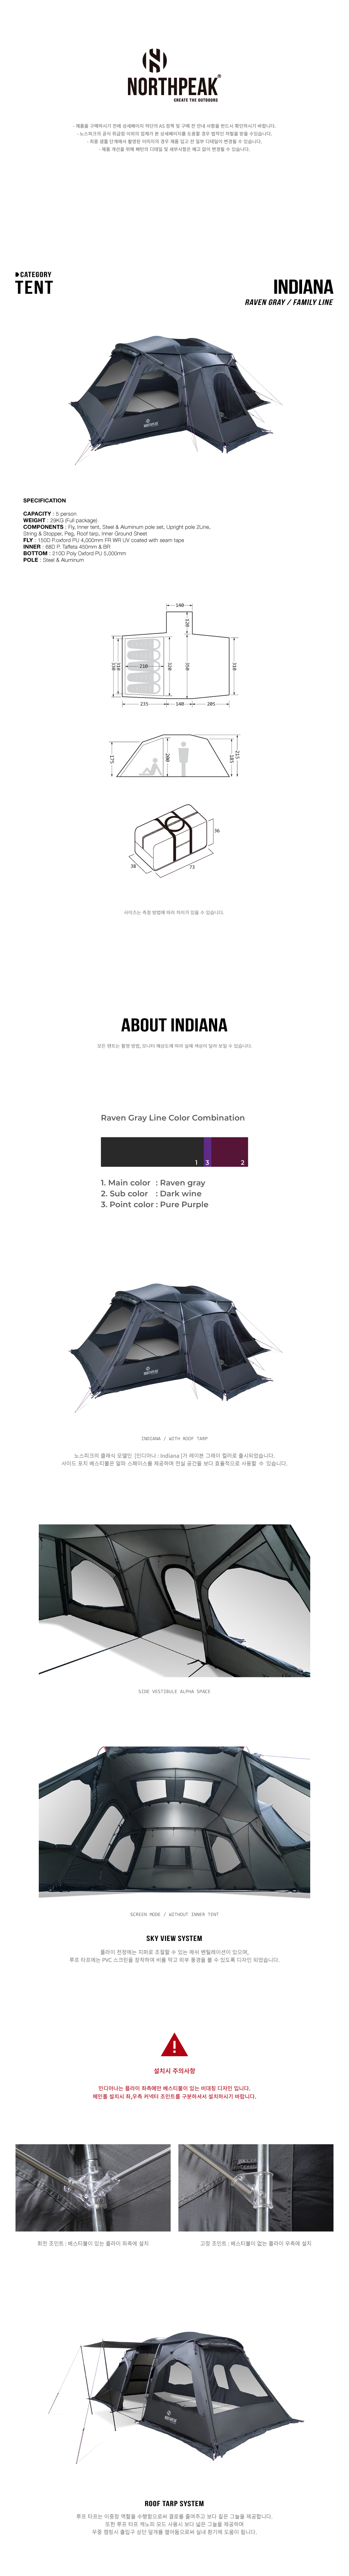 NORTHPEAK®
CREATE THE OUTDOORS
- 제품을 구매하시기 전에 상세페이지 하단의 AS 정책 및 구매 전 안내 사항을 반드시 확인하시기 바랍니다.
- 노스피크의 공식 취급점 이외의 업체가 본 상세페이지를 도용할 경우 법적인 처벌을 받을 수있습니다.
- 최종 샘플 단계에서 촬영한 이미지의 경우 제품 입고 전 일부 디테일이 변경될 수 있습니다.
- 제품 개선을 위해 패턴의 디테일 및 세부사항은 예고 없이 변경될 수 있습니다.
CATEGORY
TENT
INDIANA
RAVEN GRAY / FAMILY LINE
SPECIFICATION
CAPACITY : 5 person
WEIGHT : 29KG (Full package)
COMPONENTS : Fly, Inner tent, Steel & Aluminum pole set, Upright pole 2Line,
String & Stopper, Peg, Roof tarp, Inner Ground Sheet
FLY : 150D P.oxford PU 4,000mm FR WR UV coated with seam tape
INNER : 68D P. Taffeta 450mm & BR
BOTTOM : 210D Poly Oxford PU 5,000mm
POLE : Steel & Aluminum
140
120
330
310
210
320
350
310
235
140
205
175
200
185
215
36
38
73
사이즈는 측정 방법에 따라 차이가 있을 수 있습니다.
ABOUT INDIANA
모든 텐트는 촬영 방법, 모니터 해상도에 따라 실제 색상이 달라 보일 수 있습니다.
Raven Gray Line Color Combination
1 3 2
1. Main color : Raven gray
2. Sub color : Dark wine
3. Point color : Pure Purple
INDIANA / WITH ROOF TARP
노스피크의 클래식 모델인 [인디아나 : Indiana ]가 레이븐 그레이 컬러로 출시되었습니다.
사이드 포치 베스티블은 알파 스페이스를 제공하며 전실 공간을 보다 효율적으로 사용할 수 있습니다.
SIDE VESTIBULE ALPHA SPACE
SCREEN MODE / WITHOUT INNER TENT
SKY VIEW SYSTEM
플라이 천정에는 지퍼로 조절할 수 있는 매쉬 벤틸레이션이 있으며,
루프 타프에는 PVC 스크린을 장착하여 비를 막고 외부 풍경을 볼 수 있도록 디자인 되었습니다.
설치시 주의사항
인디아나는 플라이 좌측에만 베스티블이 있는 비대칭 디자인 입니다.
메인폴 설치시 좌,우측 커넥터 조인트를 구분하셔서 설치하시기 바랍니다.
회전 조인트 : 베스티블이 있는 플라이 좌측에 설치
고정 조인트 : 베스티블이 없는 플라이 우측에 설치
ROOF TARP SYSTEM
루프 타프는 이중창 역할을 수행함으로써 결로를 줄여주고 보다 짙은 그늘을 제공합니다.
또한 루프 타프 캐노피 모드 사용시 보다 넓은 그늘을 제공하며
우중 캠핑시 출입구 상단 덮개를 열어둠으로써 실내 환기에 도움이 됩니다.